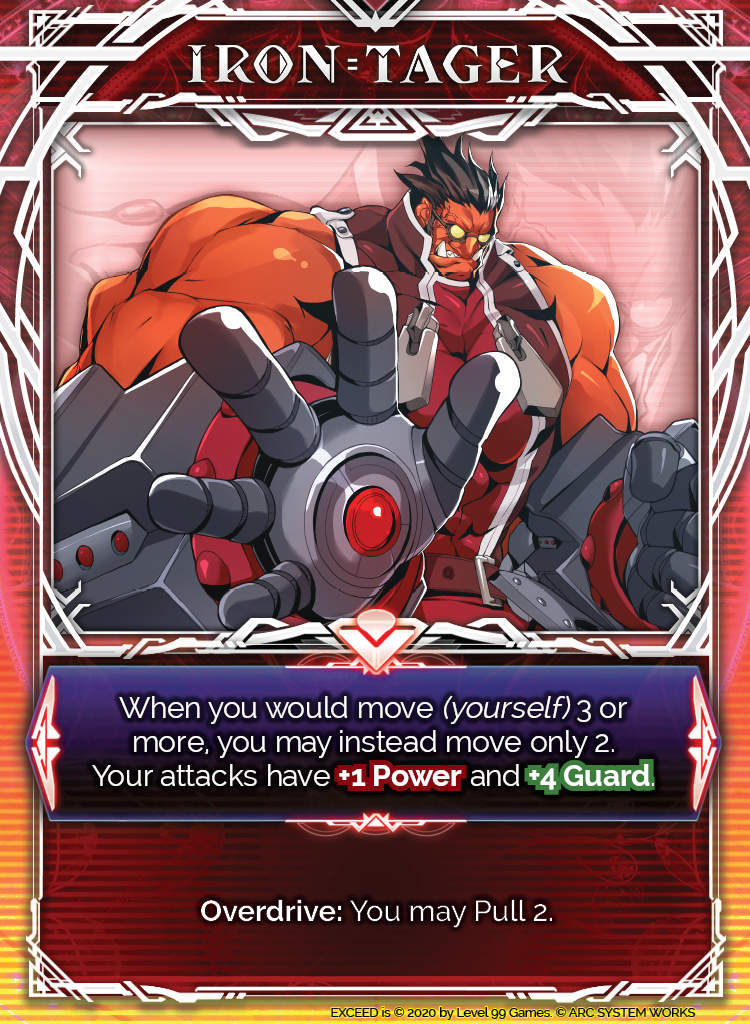 IRON=TAGER
When you would move (yourself) 3 or
more, you may instead move only 2.
Your attacks have +1 Power and +4 Guard.
Overdrive: You may Pull 2.
EXCEED is © 2020 by Level 99 Games. © ARC SYSTEM WORKS